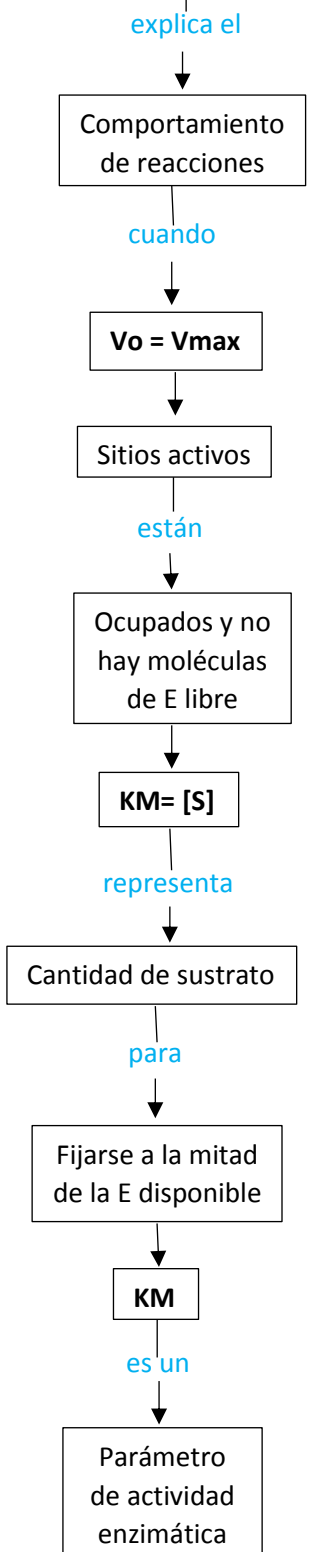 explica el
Comportamiento
de reacciones
cuando
Vo = Vmax
Sitios activos
están
Ocupados y no
hay moléculas
de E libre
KM= [S]
representa
Cantidad de sustrato
para
Fijarse a la mitad
de la E disponible
KM
es un
Parámetro
de actividad
enzimática